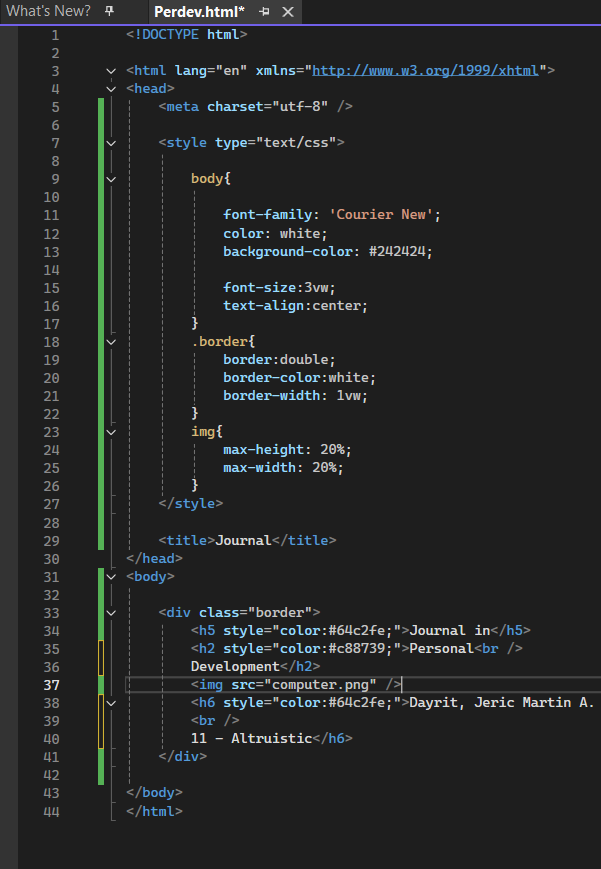 What's New?
Perdev.html*
1 <!DOCTYPE html>
2
3 <html lang="en" xmlns="http://www.w3.org/1999/xhtml">
4 <head>
5 <meta charset="utf-8" />
6
7 <style type="text/css">
8
9 body{
10
11 font-family: 'Courier New';
12 color: white;
13 background-color: #242424;
14
15 font-size:3vw;
16 text-align:center;
17 }
18 .border{
19 border:double;
20 border-color:white;
21 border-width: 1vw;
22 }
23 img{
24 max-height: 20%;
25 max-width: 20%;
26 }
27 </style>
28
29 <title>Journal</title>
30 </head>
31 <body>
32
33 <div class="border">
34 <h5 style="color:#64c2fe;">Journal in</h5>
35 <h2 style="color:#c88739;">Personal<br />
36 Development</h2>
37 <img src="computer.png" />
38 <h6 style="color:#64c2fe;">Dayrit, Jeric Martin A.
39 <br />
40 11 - Altruistic</h6>
41 </div>
42
43 </body>
44 </html>